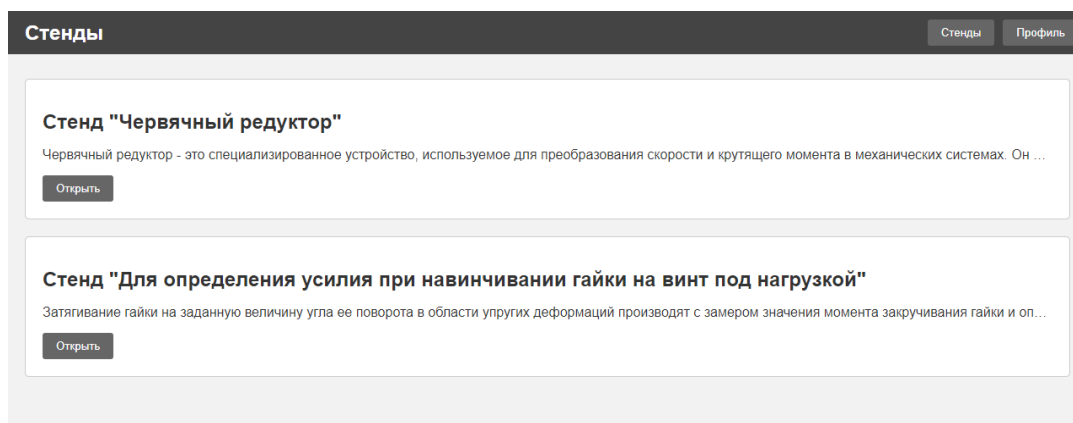 Стенды
Стенды
Профиль
Стенд "Червячный редуктор"
Червячный редуктор - это специализированное устройство, используемое для преобразования скорости и крутящего момента в механических системах. Он ...
Открыть
Стенд "Для определения усилия при навинчивании гайки на винт под нагрузкой"
Затягивание гайки на заданную величину угла ее поворота в области упругих деформаций производят с замером значения момента закручивания гайки и оп...
Открыть